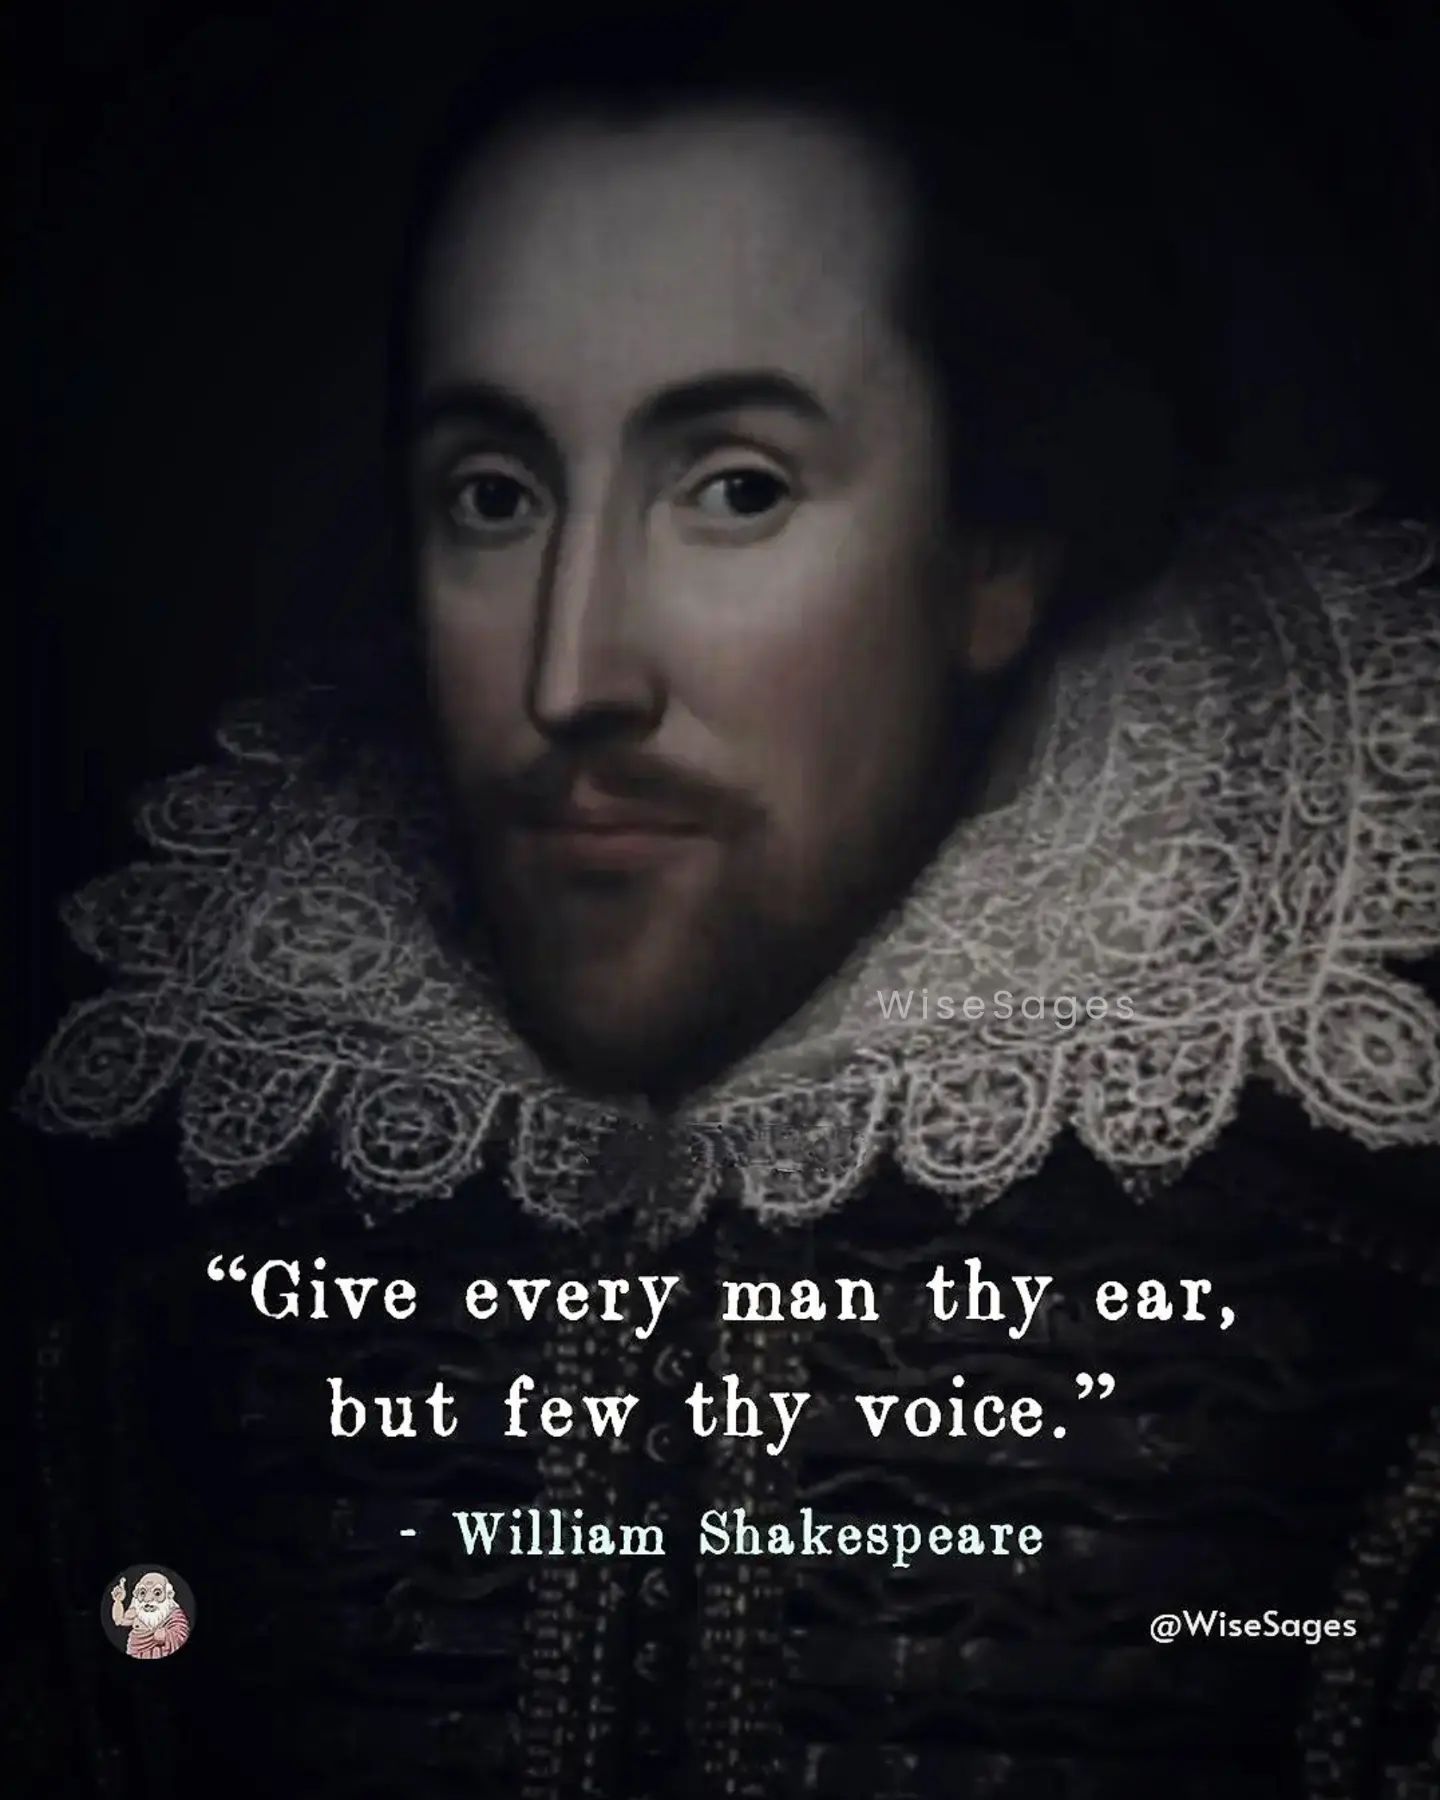 WiseSages
“Give every man thy ear,
but few thy voice.”
- William Shakespeare
@WiseSages